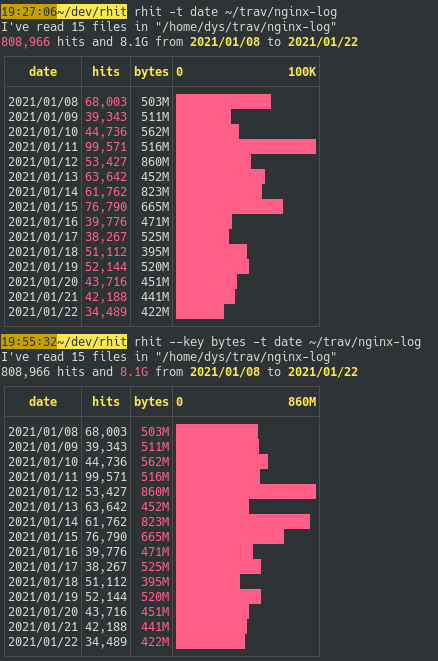 19:27:06~/dev/rhit rhit -t date ~/trav/nginx-log
I've read 15 files in "/home/dys/trav/nginx-log"
808,966 hits and 8.1G from 2021/01/08 to 2021/01/22
date hits bytes 0 100K
2021/01/08 68,003 503M
2021/01/09 39,343 511M
2021/01/10 44,736 562M
2021/01/11 99,571 516M
2021/01/12 53,427 860M
2021/01/13 63,642 452M
2021/01/14 61,762 823M
2021/01/15 76,790 665M
2021/01/16 39,776 471M
2021/01/17 38,267 525M
2021/01/18 51,112 395M
2021/01/19 52,144 520M
2021/01/20 43,716 451M
2021/01/21 42,188 441M
2021/01/22 34,489 422M
19:55:32~/dev/rhit rhit --key bytes -t date ~/trav/nginx-log
I've read 15 files in "/home/dys/trav/nginx-log"
808,966 hits and 8.1G from 2021/01/08 to 2021/01/22
date hits bytes 0 860M
2021/01/08 68,003 503M
2021/01/09 39,343 511M
2021/01/10 44,736 562M
2021/01/11 99,571 516M
2021/01/12 53,427 860M
2021/01/13 63,642 452M
2021/01/14 61,762 823M
2021/01/15 76,790 665M
2021/01/16 39,776 471M
2021/01/17 38,267 525M
2021/01/18 51,112 395M
2021/01/19 52,144 520M
2021/01/20 43,716 451M
2021/01/21 42,188 441M
2021/01/22 34,489 422M